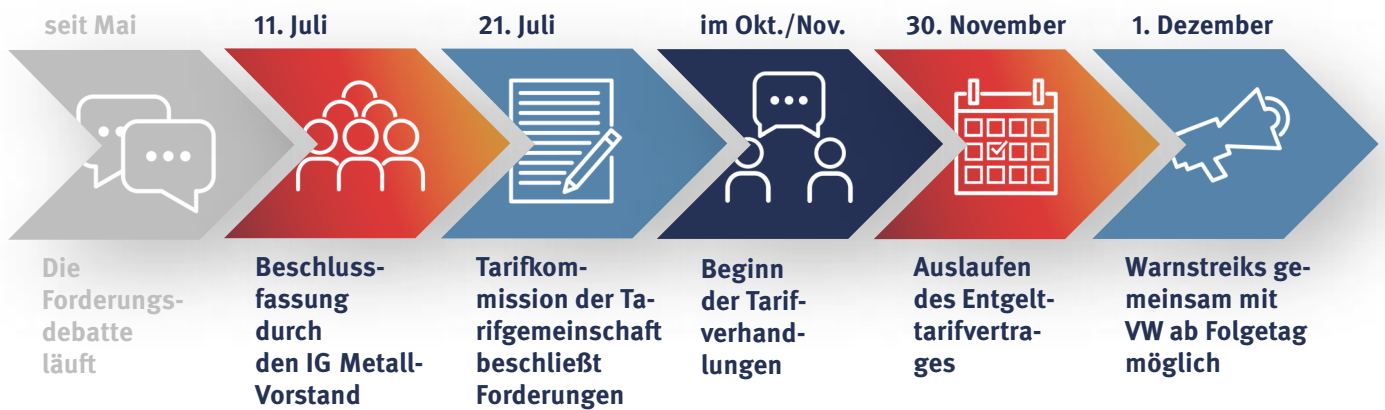 seit Mai
Die
Forderungs-
debatte
läuft
11. Juli
Beschluss-
fassung
durch
den IG Metall-
Vorstand
21. Juli
Tarifkom-
mission der Ta-
rifgemeinschaft
beschließt
Forderungen
im Okt./Nov.
Beginn
der Tarif-
verhand-
lungen
30. November
Auslaufen
des Entgelt-
tarifvertra-
ges
1. Dezember
Warnstreiks ge-
meinsam mit
VW ab Folgetag
möglich